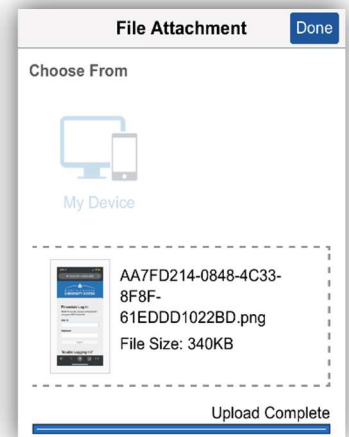 File Attachment
Done
Choose From
My Device
AA7FD214-0848-4C33-
8F8F-
61EDDD1022BD.png
File Size: 340KB
Upload Complete